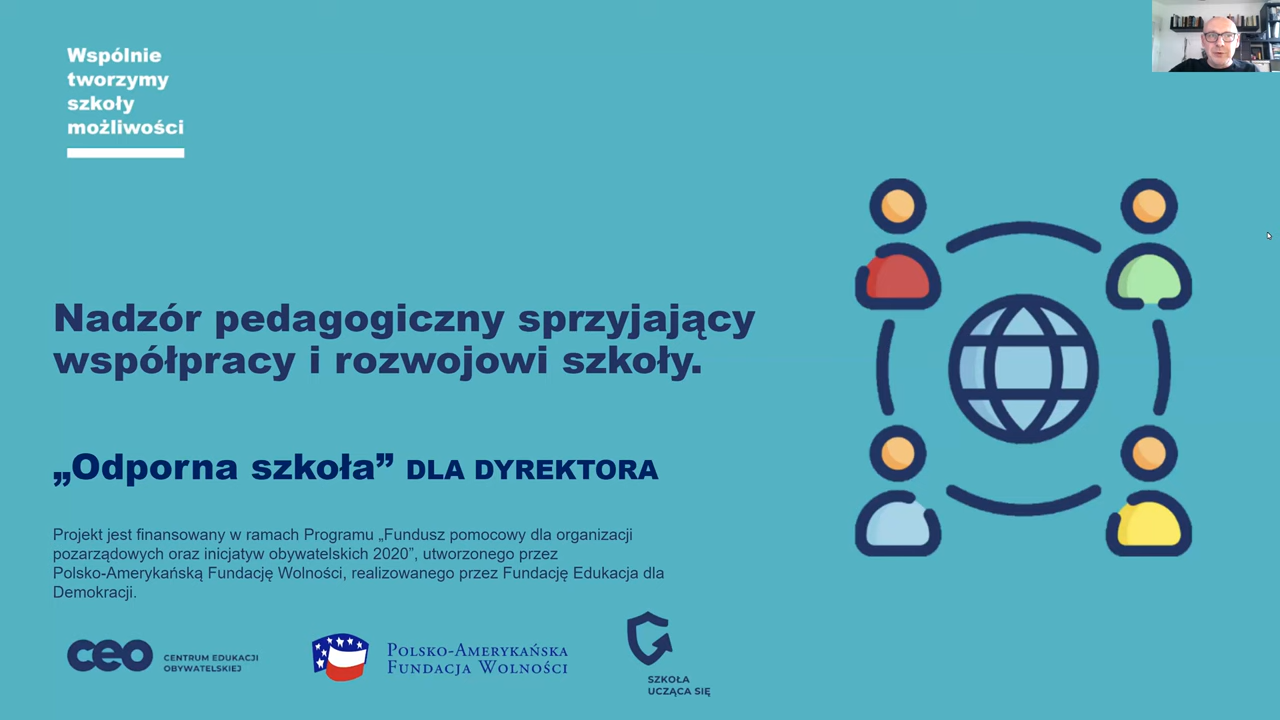 Wspólnie
tworzymy
szkoły
możliwości
Nadzór pedagogiczny sprzyjający
współpracy i rozwojowi szkoły.
„Odporna szkoła” DLA DYREKTORA
Projekt jest finansowany w ramach Programu „Fundusz pomocowy dla organizacji
pozarządowych oraz inicjatyw obywatelskich 2020”, utworzonego przez
Polsko-Amerykańską Fundację Wolności, realizowanego przez Fundację Edukacja dla
Demokracji.
ceo CENTRUM EDUKACJI
OBYWATELSKIEJ
POLSKO-AMERYKAŃSKA
FUNDACJA WOLNOŚCI
SZKOŁA
UCZĄCA SIĘ